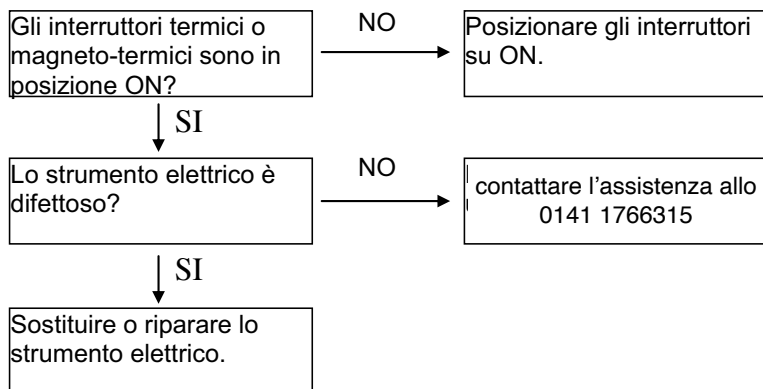 Gli interruttori termici o
magneto-termici sono in
posizione ON?
NO
Posizionare gli interruttori
su ON.
SI
Lo strumento elettrico è
difettoso?
NO
contattare l'assistenza allo
0141 1766315
SI
Sostituire o riparare lo
strumento elettrico.